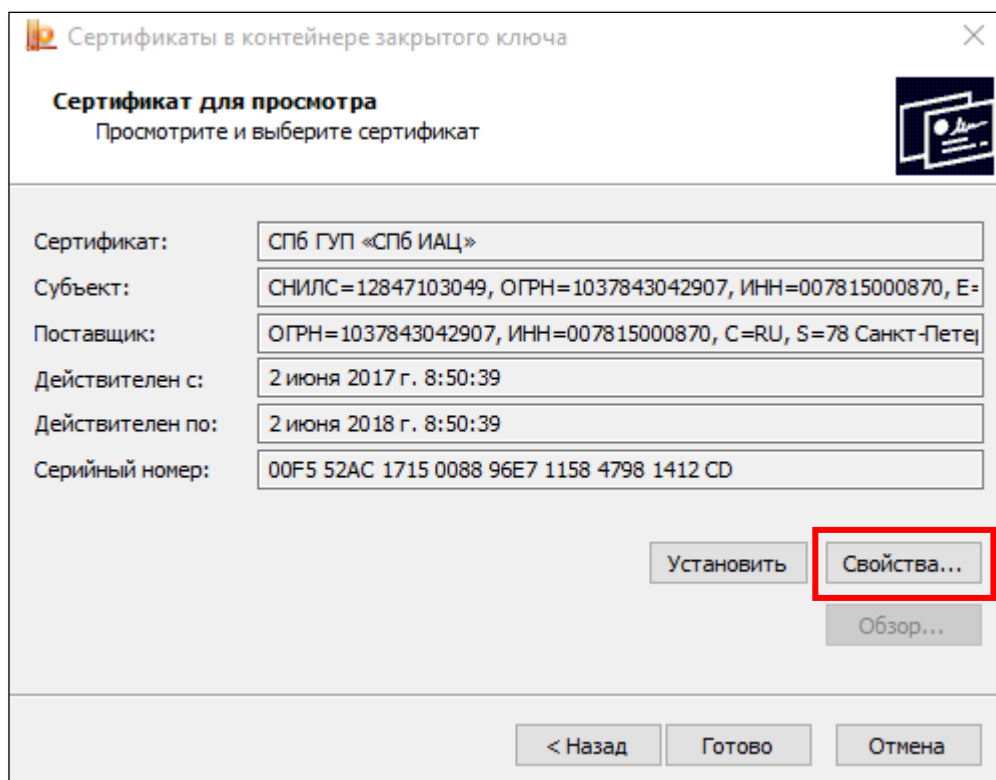 Сертификаты в контейнере закрытого ключа
Сертификат для просмотра
Просмотрите и выберите сертификат
Сертификат: СПб ГУП «СПб ИАЦ»
Субъект: СНИЛС=12847103049, ОГРН=1037843042907, ИНН=007815000870, E=
Поставщик: ОГРН=1037843042907, ИНН=007815000870, C=RU, S=78 Санкт-Петер
Действителен с: 2 июня 2017 г. 8:50:39
Действителен по: 2 июня 2018 г. 8:50:39
Серийный номер: 00F5 52AC 1715 0088 96E7 1158 4798 1412 CD
Установить Свойства...
Обзор...
< Назад Готово Отмена